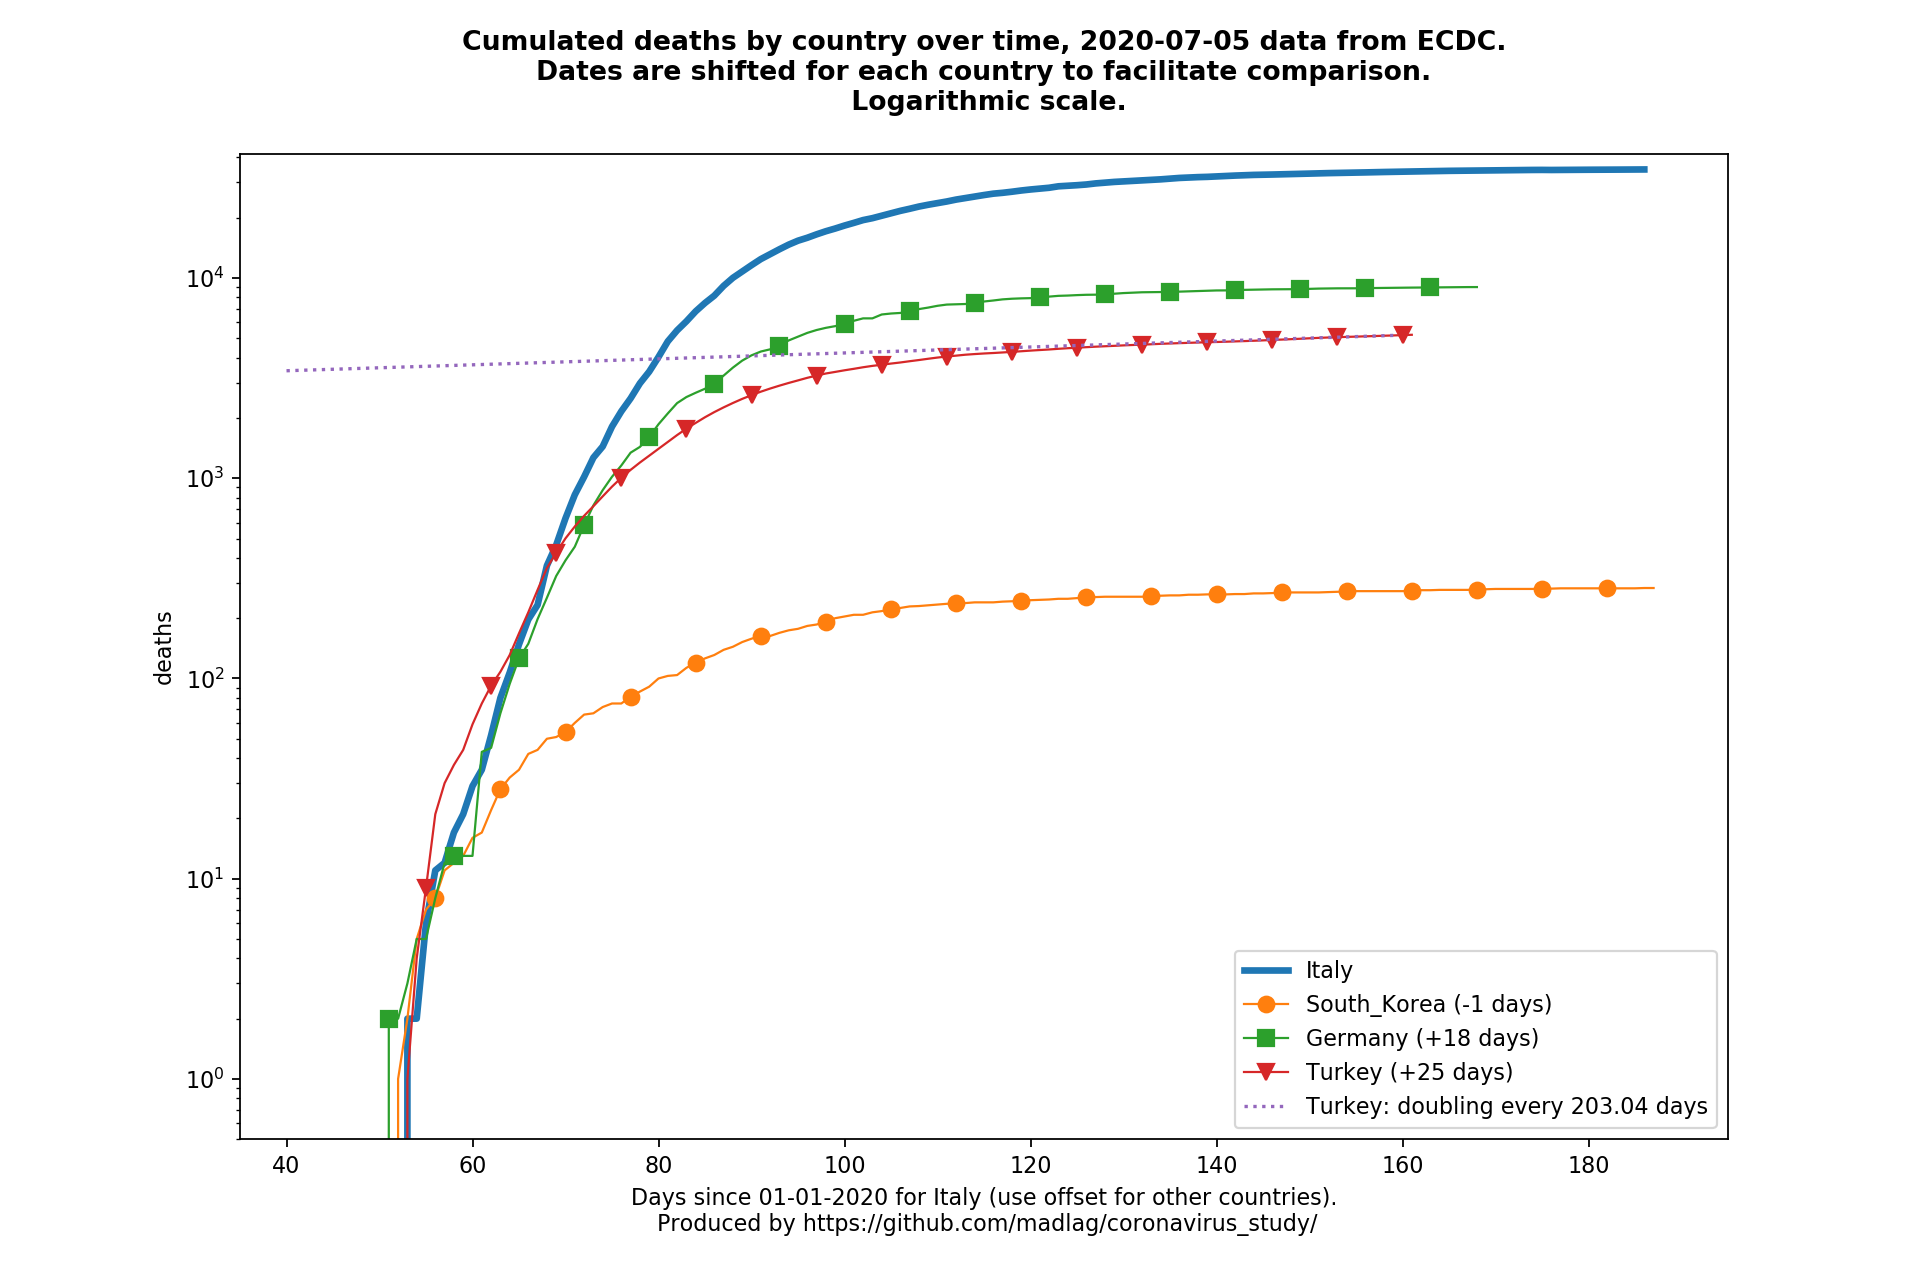 Cumulated deaths by country over time, 2020-07-05 data from ECDC.
Dates are shifted for each country to facilitate comparison.
Logarithmic scale.
10^4
10^3
10^2
10^1
10^0
deaths
Italy
South_Korea (-1 days)
Germany (+18 days)
Turkey (+25 days)
Turkey: doubling every 203.04 days
40 60 80 100 120 140 160 180
Days since 01-01-2020 for Italy (use offset for other countries).
Produced by https://github.com/madlag/coronavirus_study/